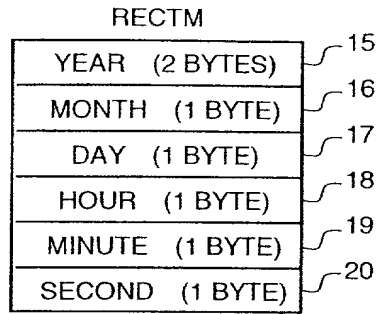 RECTM
YEAR (2 BYTES) 15
MONTH (1 BYTE) 16
DAY (1 BYTE) 17
HOUR (1 BYTE) 18
MINUTE (1 BYTE) 19
SECOND (1 BYTE) 20